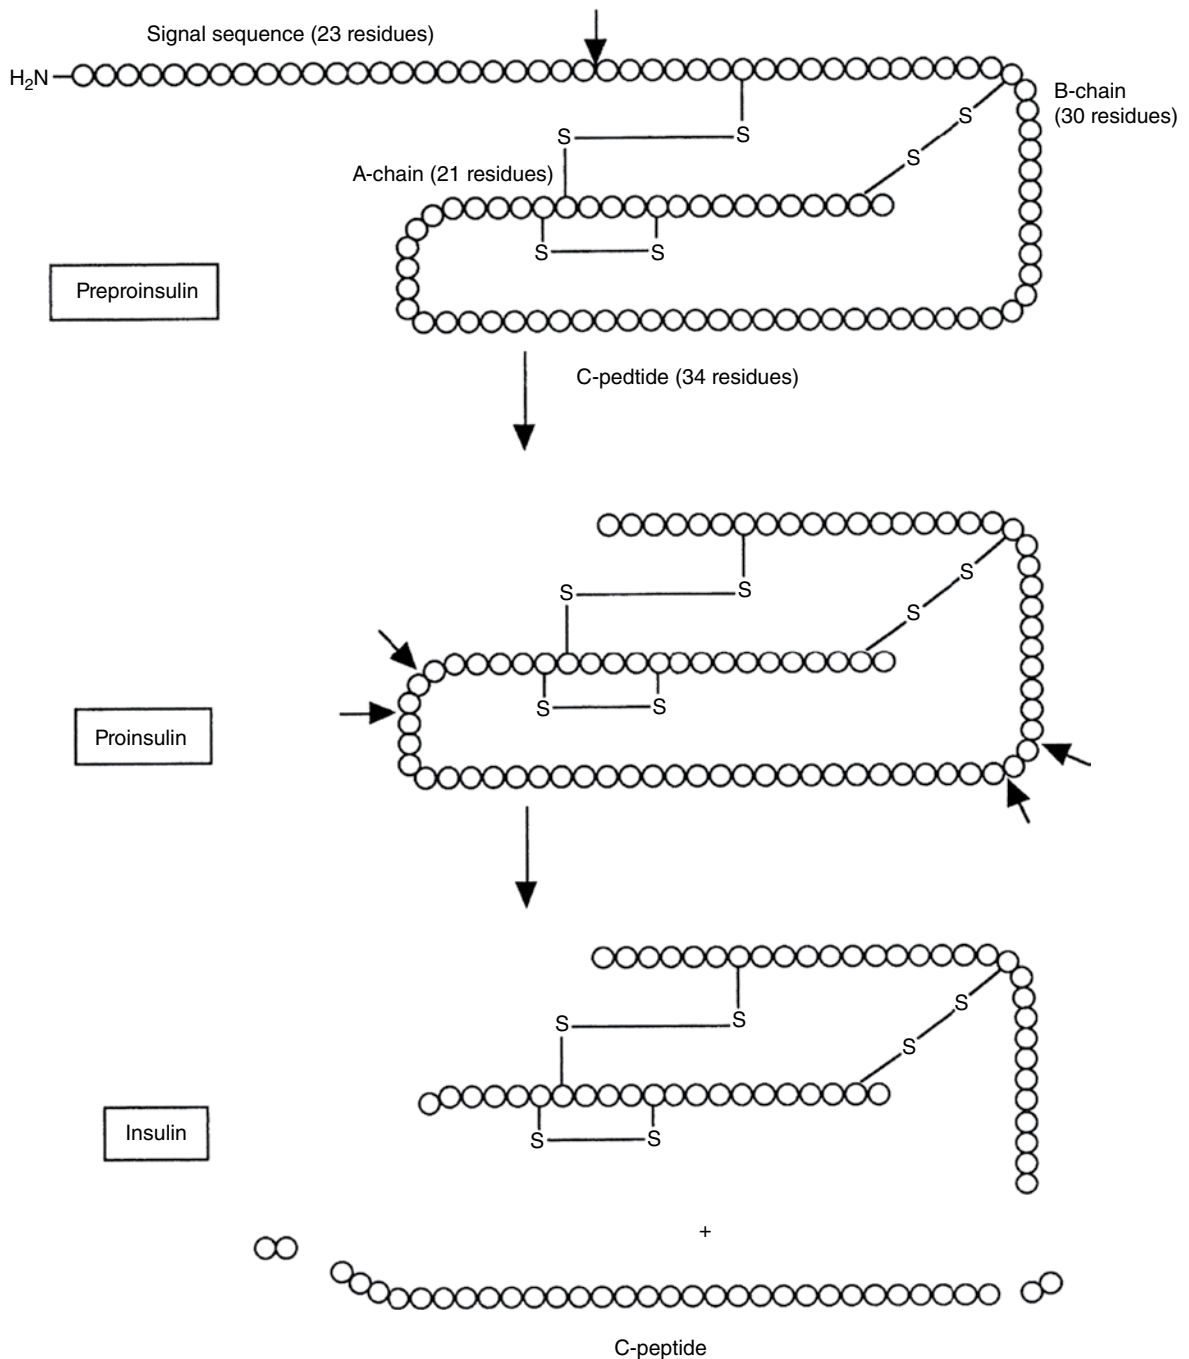 Signal sequence (23 residues)
H2N
B-chain
(30 residues)
S
S
S
S
A-chain (21 residues)
S
S
Preproinsulin
C-pedtide (34 residues)
S
S
S
S
S
S
Proinsulin
S
S
S
S
S
S
Insulin
+
C-peptide